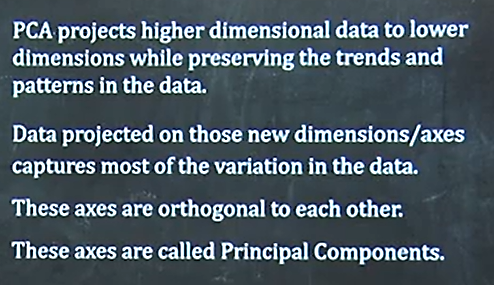 PCA projects higher dimensional data to lower
dimensions while preserving the trends and
patterns in the data.
Data projected on those new dimensions/axes
captures most of the variation in the data.
These axes are orthogonal to each other.
These axes are called Principal Components.